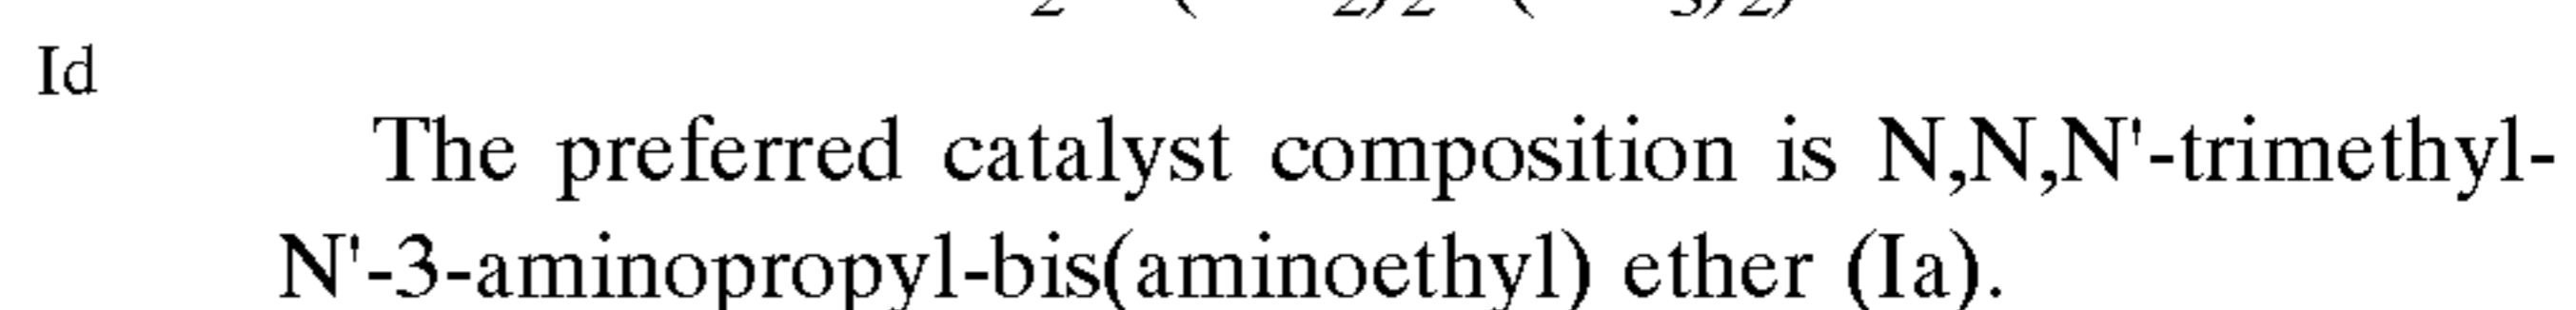 Id
The preferred catalyst composition is N,N,N'-trimethyl-
N'-3-aminopropyl-bis(aminoethyl) ether (Ia).